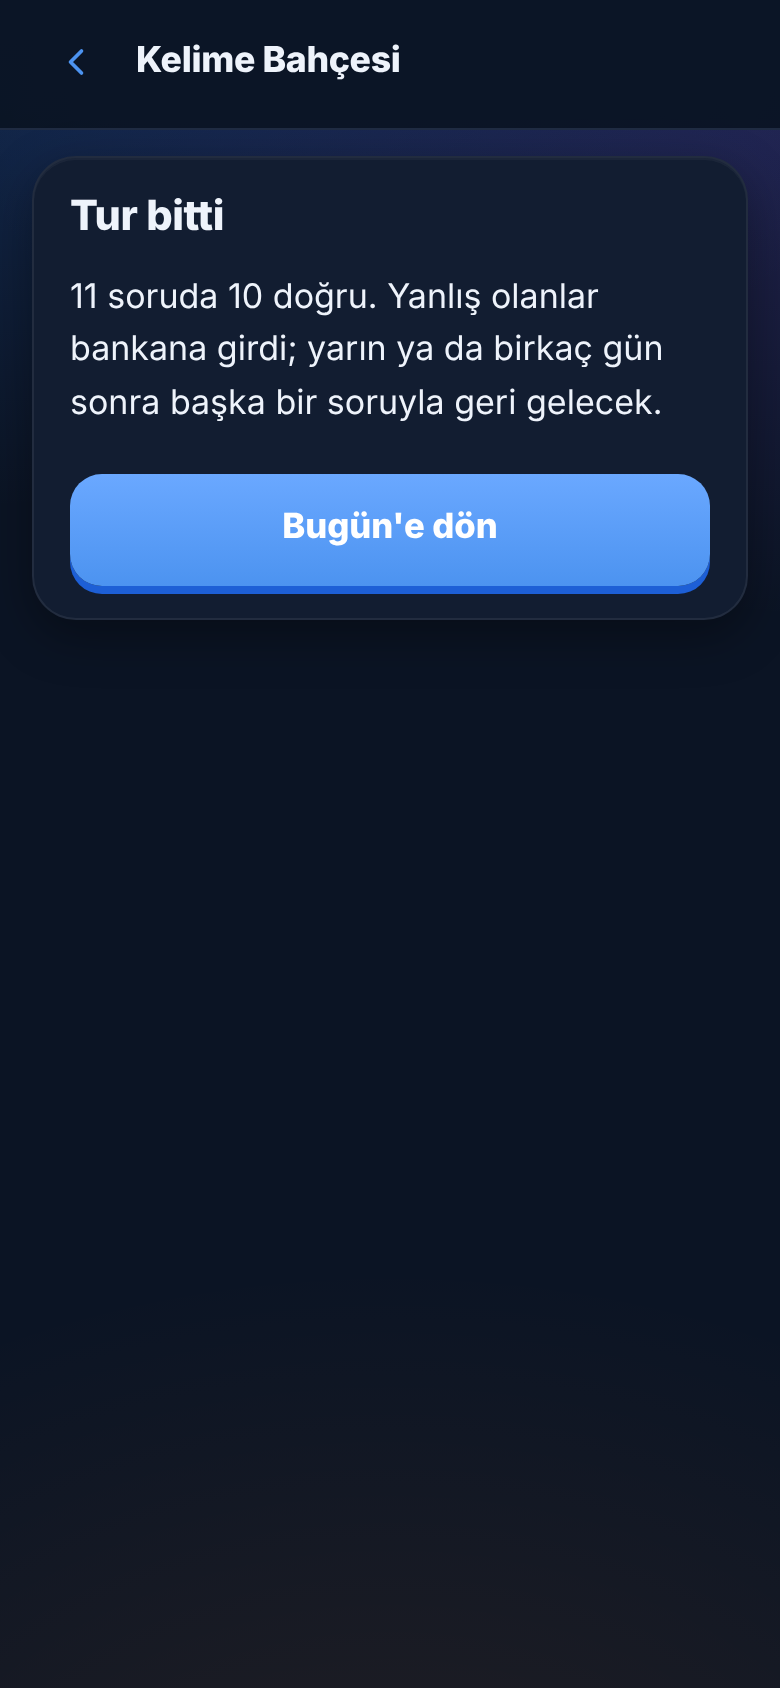 Kelime Bahçesi
Tur bitti
11 soruda 10 doğru. Yanlış olanlar
bankana girdi; yarın ya da birkaç gün
sonra başka bir soruyla geri gelecek.
Bugün'e dön